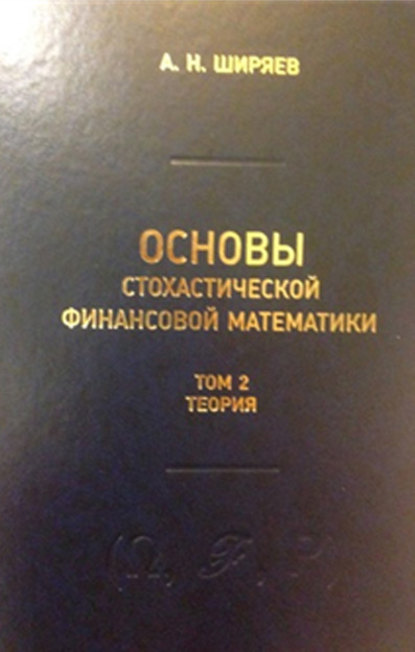 А. Н. ШИРЯЕВ
ОСНОВЫ
СТОХАСТИЧЕСКОЙ
ФИНАНСОВОЙ МАТЕМАТИКИ
ТОМ 2
ТЕОРИЯ
(Ω, ℱ, P)